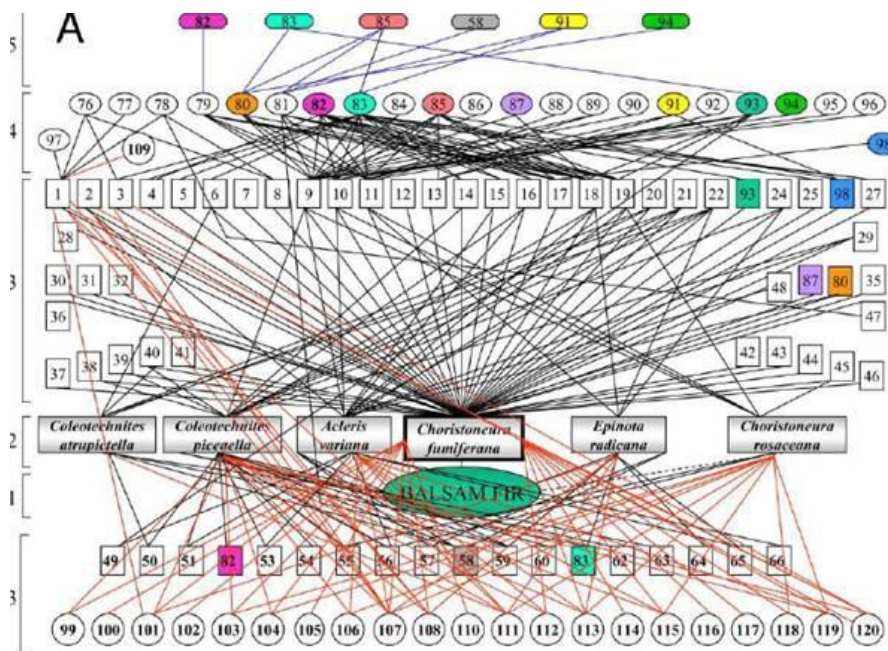 A
82 83 85 58 91 94
5
76 77 78 79 80 81 82 83 84 85 86 87 88 89 90 91 92 93 94 95 96
4
97 109 98
1 2 3 4 5 6 7 8 9 10 11 12 13 14 15 16 17 18 19 20 21 22 93 24 25 98 27
28 29
30 31 32 48 87 80 35
3
36 47
37 38 39 40 41 42 43 44 45 46
Coleotechnites Coleotechnites Acleris Choristoneura Epinota Choristoneura
atrupictella piceaella variana fumiferana radicana rosaceana
2
BALSAM FIR
1
49 50 51 82 53 54 55 56 57 58 59 60 83 62 63 64 65 66
3
99 100 101 102 103 104 105 106 107 108 110 111 112 113 114 115 116 117 118 119 120